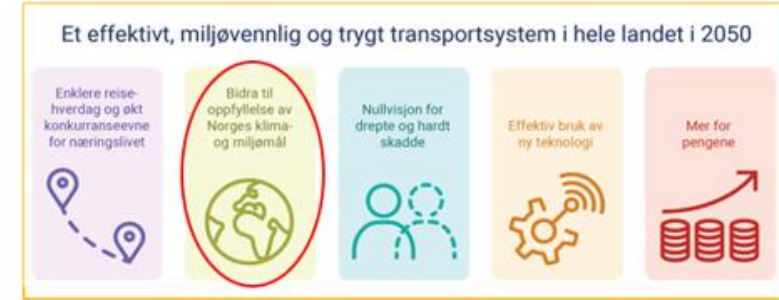 Et effektivt, miljøvennlig og trygt transportsystem i hele landet i 2050
Enklere reise-
hverdag og økt
konkurranseevne
for næringslivet
Bidra til
oppfyllelse av
Norges klima-
og miljømål
Nullvisjon for
drepte og hardt
skadde
Effektiv bruk av
ny teknologi
Mer for
pengene